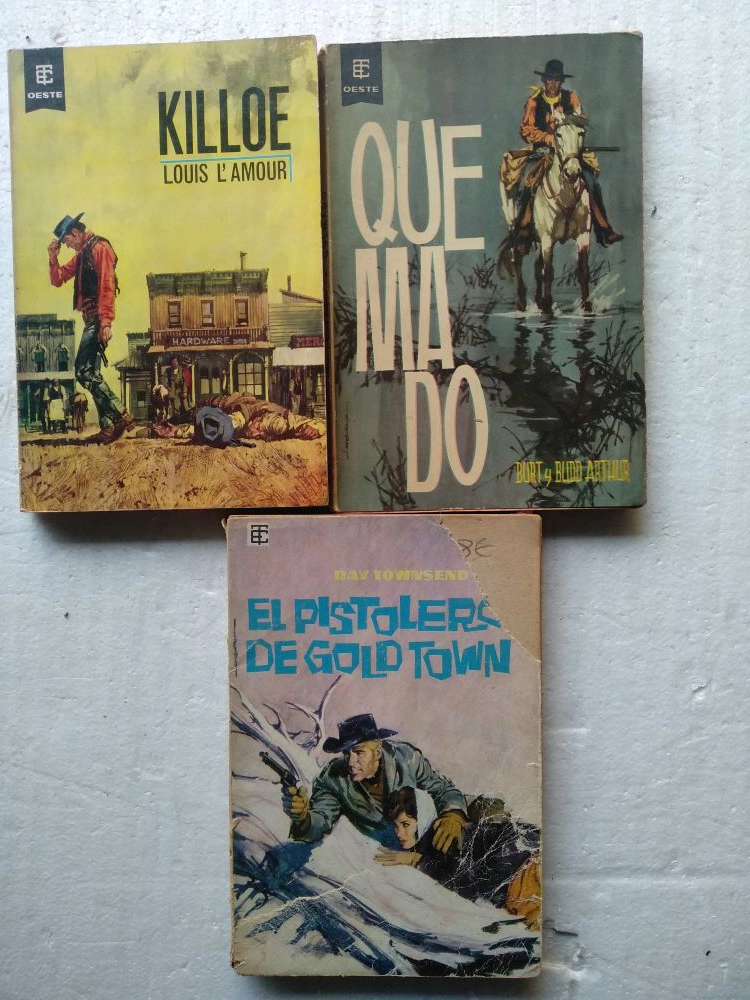 OESTE
KILLOE
LOUIS L'AMOUR
HARDWARE
OESTE
QUE
MA
DO
BURT y BUDD ARTHUR
8€
RAY TOWNSEND
EL PISTOLERO
DE GOLD TOWN